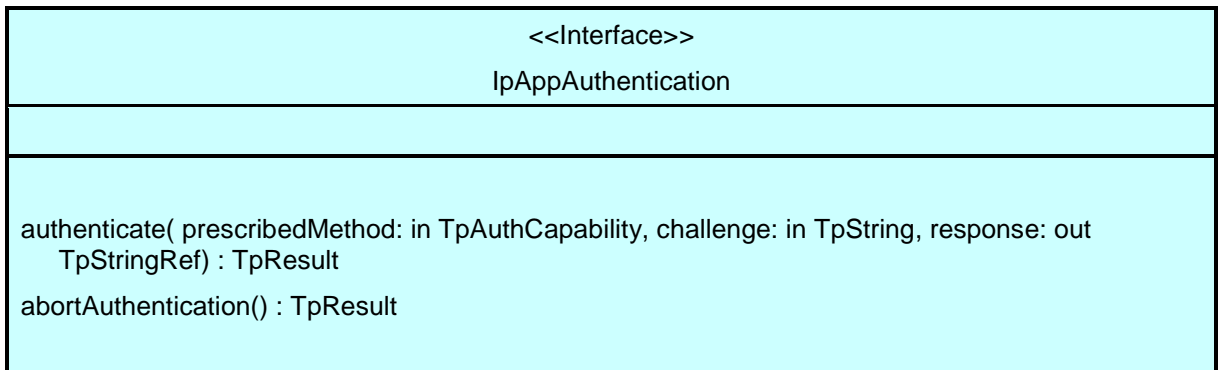 <<Interface>>
IpAppAuthentication
authenticate( prescribedMethod: in TpAuthCapability, challenge: in TpString, response: out
TpStringRef) : TpResult
abortAuthentication() : TpResult